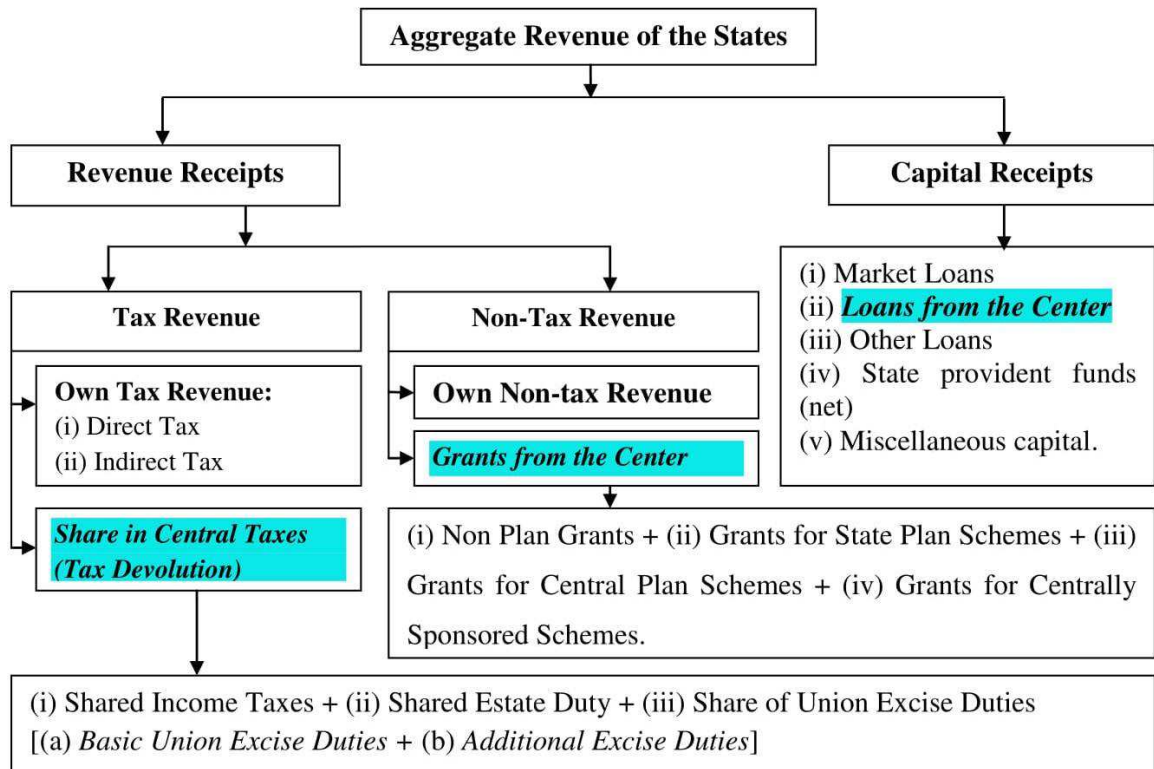 Aggregate Revenue of the States
Revenue Receipts
Capital Receipts
Tax Revenue
Non-Tax Revenue
(i) Market Loans
(ii) Loans from the Center
(iii) Other Loans
(iv) State provident funds
(net)
(v) Miscellaneous capital.
Own Tax Revenue:
(i) Direct Tax
(ii) Indirect Tax
Own Non-tax Revenue
Grants from the Center
Share in Central Taxes
(Tax Devolution)
(i) Non Plan Grants + (ii) Grants for State Plan Schemes + (iii)
Grants for Central Plan Schemes + (iv) Grants for Centrally
Sponsored Schemes.
(i) Shared Income Taxes + (ii) Shared Estate Duty + (iii) Share of Union Excise Duties
[(a) Basic Union Excise Duties + (b) Additional Excise Duties]